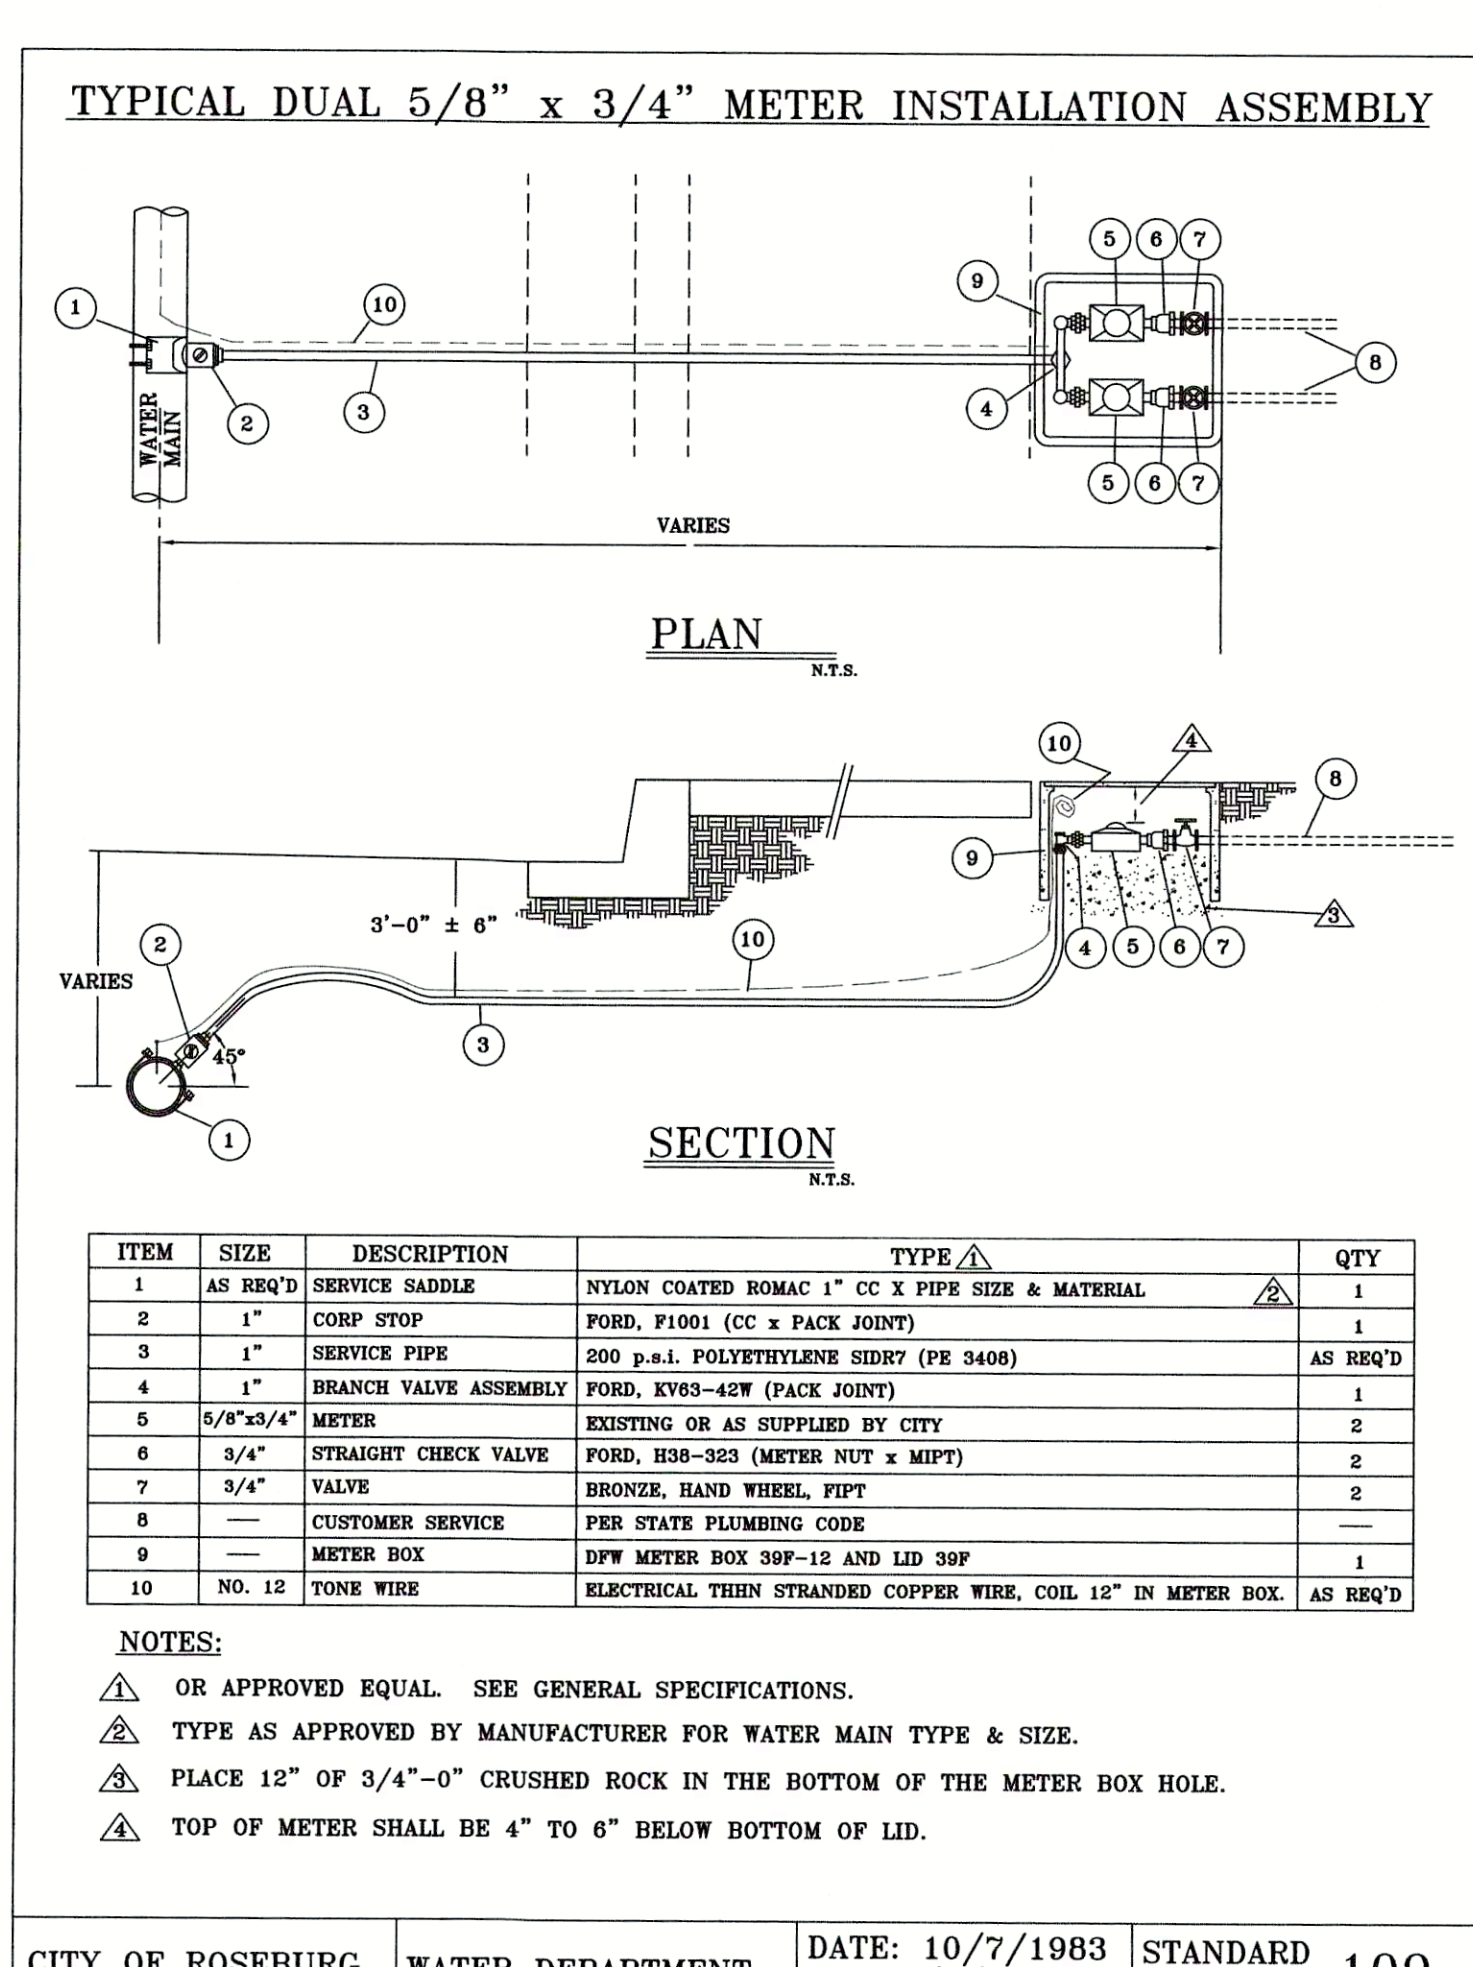 TYPICAL DUAL 5/8" x 3/4" METER INSTALLATION ASSEMBLY
5 6 7
9
1
10
8
2
3
4
WATER
MAIN
5 6 7
VARIES
PLAN
N.T.S.
10
4
8
9
3'-0" ± 6"
3
2
10
4 5 6 7
VARIES
3
45°
1
SECTION
N.T.S.
ITEM SIZE DESCRIPTION TYPE 1 QTY
1 AS REQ'D SERVICE SADDLE NYLON COATED ROMAC 1" CC X PIPE SIZE & MATERIAL 2 1
2 1" CORP STOP FORD, F1001 (CC x PACK JOINT) 1
3 1" SERVICE PIPE 200 p.s.i. POLYETHYLENE SIDR7 (PE 3408) AS REQ'D
4 1" BRANCH VALVE ASSEMBLY FORD, KV63-42W (PACK JOINT) 1
5 5/8"x3/4" METER EXISTING OR AS SUPPLIED BY CITY 2
6 3/4" STRAIGHT CHECK VALVE FORD, H38-323 (METER NUT x MIPT) 2
7 3/4" VALVE BRONZE, HAND WHEEL, FIPT 2
8 — CUSTOMER SERVICE PER STATE PLUMBING CODE —
9 — METER BOX DFW METER BOX 39F-12 AND LID 39F 1
10 NO. 12 TONE WIRE ELECTRICAL THHN STRANDED COPPER WIRE, COIL 12" IN METER BOX. AS REQ'D
NOTES:
1 OR APPROVED EQUAL. SEE GENERAL SPECIFICATIONS.
2 TYPE AS APPROVED BY MANUFACTURER FOR WATER MAIN TYPE & SIZE.
3 PLACE 12" OF 3/4"-0" CRUSHED ROCK IN THE BOTTOM OF THE METER BOX HOLE.
4 TOP OF METER SHALL BE 4" TO 6" BELOW BOTTOM OF LID.
CITY OF ROSEBURG WATER DEPARTMENT DATE: 10/7/1983 STANDARD